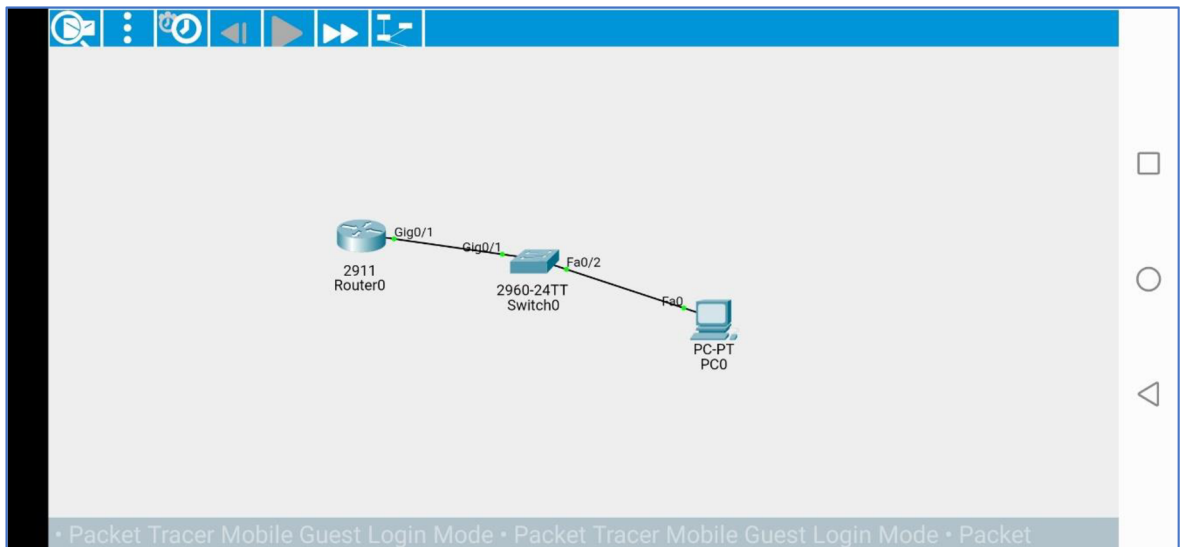 Gig0/1
Gig0/1
Fa0/2
2911
Router0
2960-24TT
Switch0
Fa0
PC-PT
PC0
• Packet Tracer Mobile Guest Login Mode • Packet Tracer Mobile Guest Login Mode • Packet